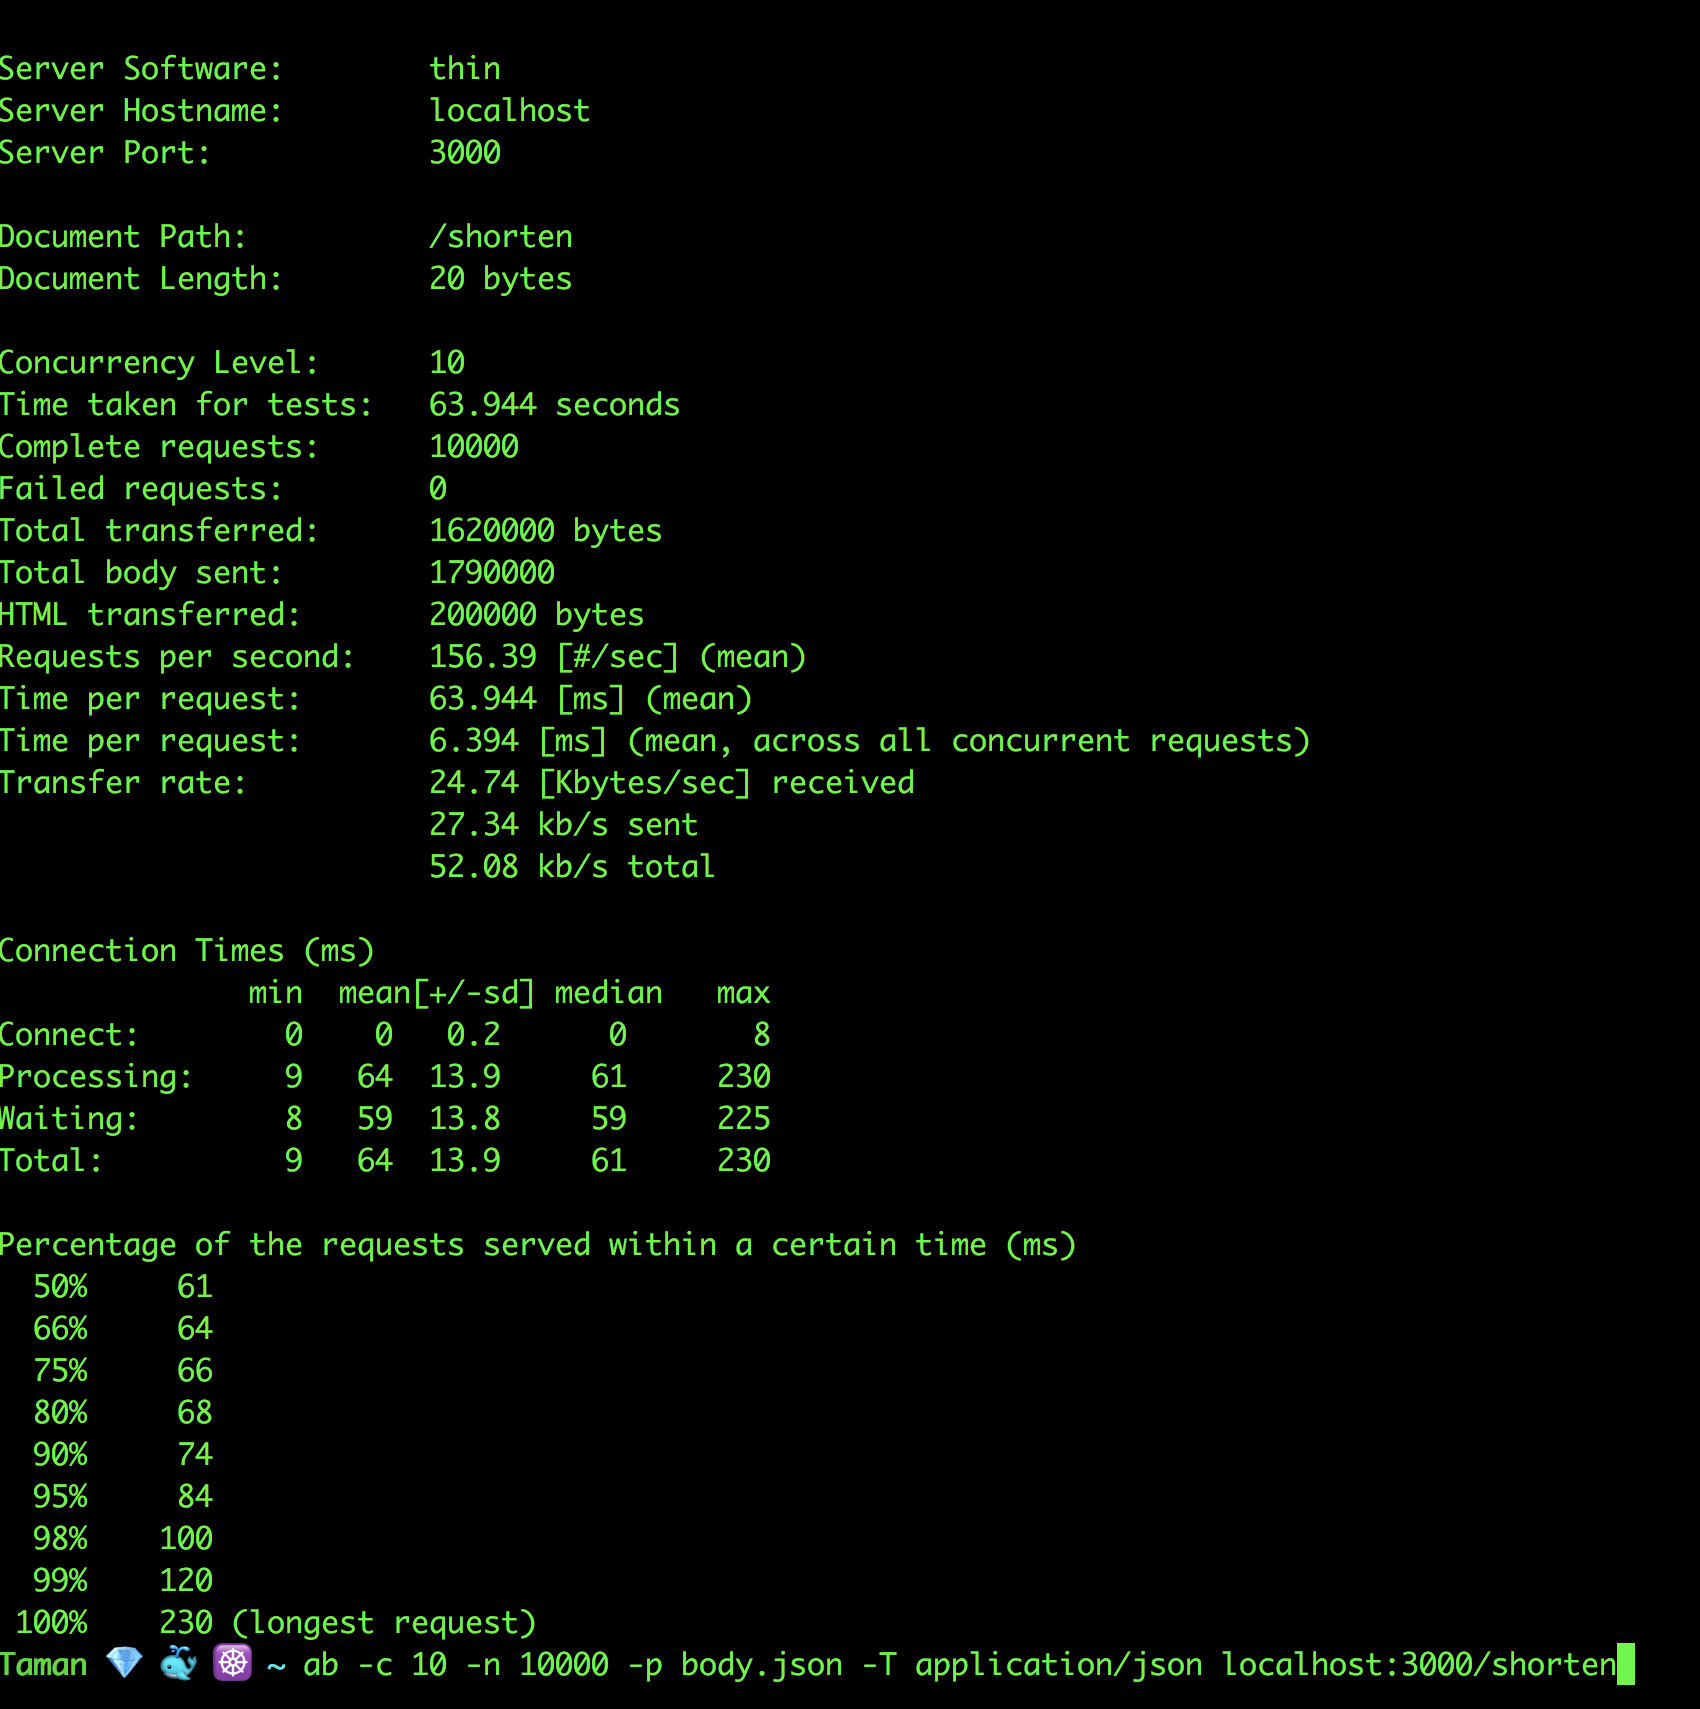 Server Software:        thin
Server Hostname:        localhost
Server Port:            3000
Document Path:          /shorten
Document Length:        20 bytes
Concurrency Level:      10
Time taken for tests:   63.944 seconds
Complete requests:      10000
Failed requests:        0
Total transferred:      1620000 bytes
Total body sent:        1790000
HTML transferred:       200000 bytes
Requests per second:    156.39 [#/sec] (mean)
Time per request:       63.944 [ms] (mean)
Time per request:       6.394 [ms] (mean, across all concurrent requests)
Transfer rate:          24.74 [Kbytes/sec] received
                        27.34 kb/s sent
                        52.08 kb/s total
Connection Times (ms)
              min  mean[+/-sd] median   max
Connect:        0    0   0.2      0       8
Processing:     9   64  13.9     61     230
Waiting:        8   59  13.8     59     225
Total:          9   64  13.9     61     230
Percentage of the requests served within a certain time (ms)
  50%     61
  66%     64
  75%     66
  80%     68
  90%     74
  95%     84
  98%    100
  99%    120
 100%    230 (longest request)
Taman 💎 🐳 ☸️ ~ ab -c 10 -n 10000 -p body.json -T application/json localhost:3000/shorten